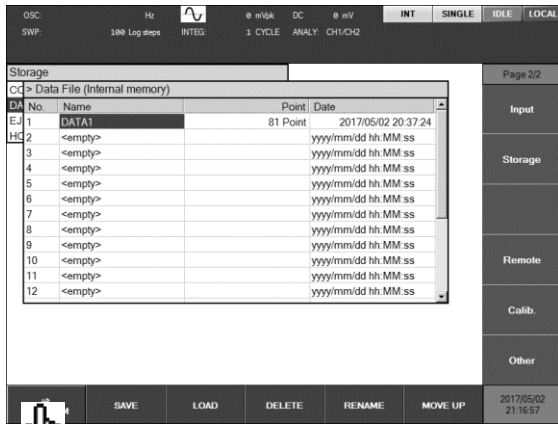 OSC: Hz 0 mVpk DC 0 mV INT SINGLE IDLE LOCAL
SWP: 100 Log steps INTEG: 1 CYCLE ANALY: CH1/CH2
Storage
Page 2/2
> Data File (Internal memory)
No. Name Point Date
1 DATA1 81 Point 2017/05/02 20:37:24
2 <empty> yyyy/mm/dd hh:MM:ss
3 <empty> yyyy/mm/dd hh:MM:ss
4 <empty> yyyy/mm/dd hh:MM:ss
5 <empty> yyyy/mm/dd hh:MM:ss
6 <empty> yyyy/mm/dd hh:MM:ss
7 <empty> yyyy/mm/dd hh:MM:ss
8 <empty> yyyy/mm/dd hh:MM:ss
9 <empty> yyyy/mm/dd hh:MM:ss
10 <empty> yyyy/mm/dd hh:MM:ss
11 <empty> yyyy/mm/dd hh:MM:ss
12 <empty> yyyy/mm/dd hh:MM:ss
Input
Storage
Remote
Calib.
Other
SAVE LOAD DELETE RENAME MOVE UP
2017/05/02
21:16:57